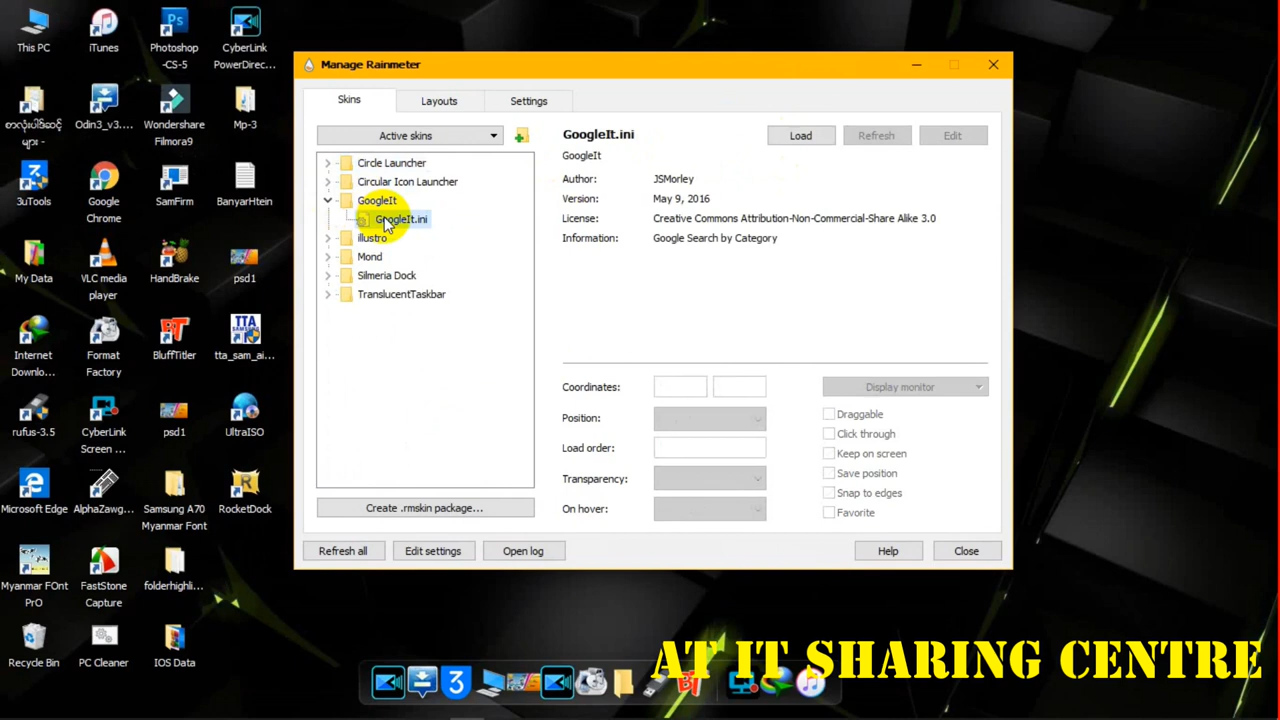 This PC
iTunes
Photoshop
-CS-5
CyberLink
PowerDirec...
စာလုံးပါဆင့်
များ -
Odin3_v3....
Wondershare
Filmora9
Mp-3
3uTools
Google
Chrome
SamFirm
BanyarHtein
My Data
VLC media
player
HandBrake
psd1
Internet
Downlo...
Format
Factory
BluffTitler
tta_sam_ai...
rufus-3.5
CyberLink
Screen ...
psd1
UltraISO
Microsoft Edge
AlphaZawg...
Samsung A70
Myanmar Font
RocketDock
Myanmar FOnt
PrO
FastStone
Capture
folderhighli...
Recycle Bin
PC Cleaner
IOS Data
Manage Rainmeter
Skins
Layouts
Settings
Active skins
Circle Launcher
Circular Icon Launcher
GoogleIt
GoogleIt.ini
illustro
Mond
Silmeria Dock
TranslucentTaskbar
Create .rmskin package...
GoogleIt.ini
Load
Refresh
Edit
GoogleIt
Author: JSMorley
Version: May 9, 2016
License: Creative Commons Attribution-Non-Commercial-Share Alike 3.0
Information: Google Search by Category
Coordinates:
Display monitor
Position:
Draggable
Click through
Load order:
Keep on screen
Transparency:
Save position
Snap to edges
On hover:
Favorite
Refresh all
Edit settings
Open log
Help
Close
AT IT SHARING CENTRE